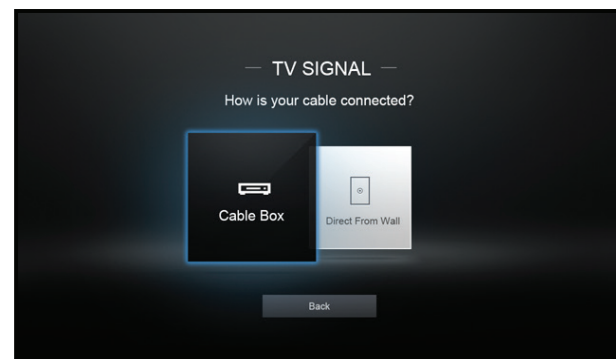 — TV SIGNAL —
How is your cable connected?
Cable Box
Direct From Wall
Back